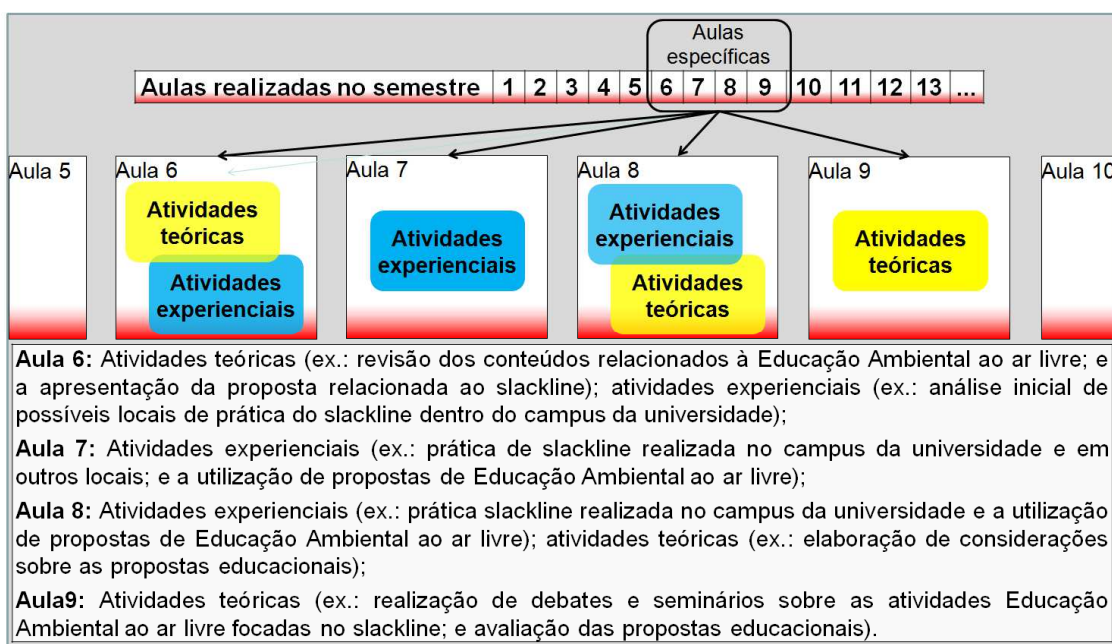 Aulas
específicas
Aulas realizadas no semestre 1 2 3 4 5 6 7 8 9 10 11 12 13 ...
Aula 5
Aula 6
Atividades
teóricas
Atividades
experienciais
Aula 7
Atividades
experienciais
Aula 8
Atividades
experienciais
Atividades
teóricas
Aula 9
Atividades
teóricas
Aula 10
Aula 6: Atividades teóricas (ex.: revisão dos conteúdos relacionados à Educação Ambiental ao ar livre; e
a apresentação da proposta relacionada ao slackline); atividades experienciais (ex.: análise inicial de
possíveis locais de prática do slackline dentro do campus da universidade);
Aula 7: Atividades experienciais (ex.: prática de slackline realizada no campus da universidade e em
outros locais; e a utilização de propostas de Educação Ambiental ao ar livre);
Aula 8: Atividades experienciais (ex.: prática slackline realizada no campus da universidade e a utilização
de propostas de Educação Ambiental ao ar livre); atividades teóricas (ex.: elaboração de considerações
sobre as propostas educacionais);
Aula9: Atividades teóricas (ex.: realização de debates e seminários sobre as atividades Educação
Ambiental ao ar livre focadas no slackline; e avaliação das propostas educacionais).